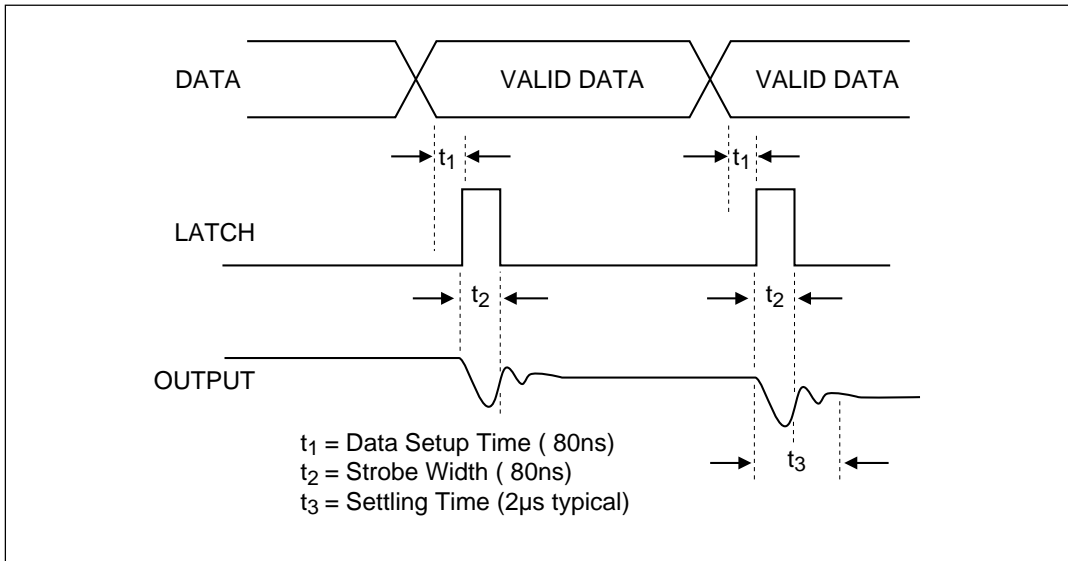 DATA
VALID DATA
VALID DATA
t1
t1
LATCH
t2
t2
OUTPUT
t3
t1 = Data Setup Time ( 80ns)
t2 = Strobe Width ( 80ns)
t3 = Settling Time (2µs typical)